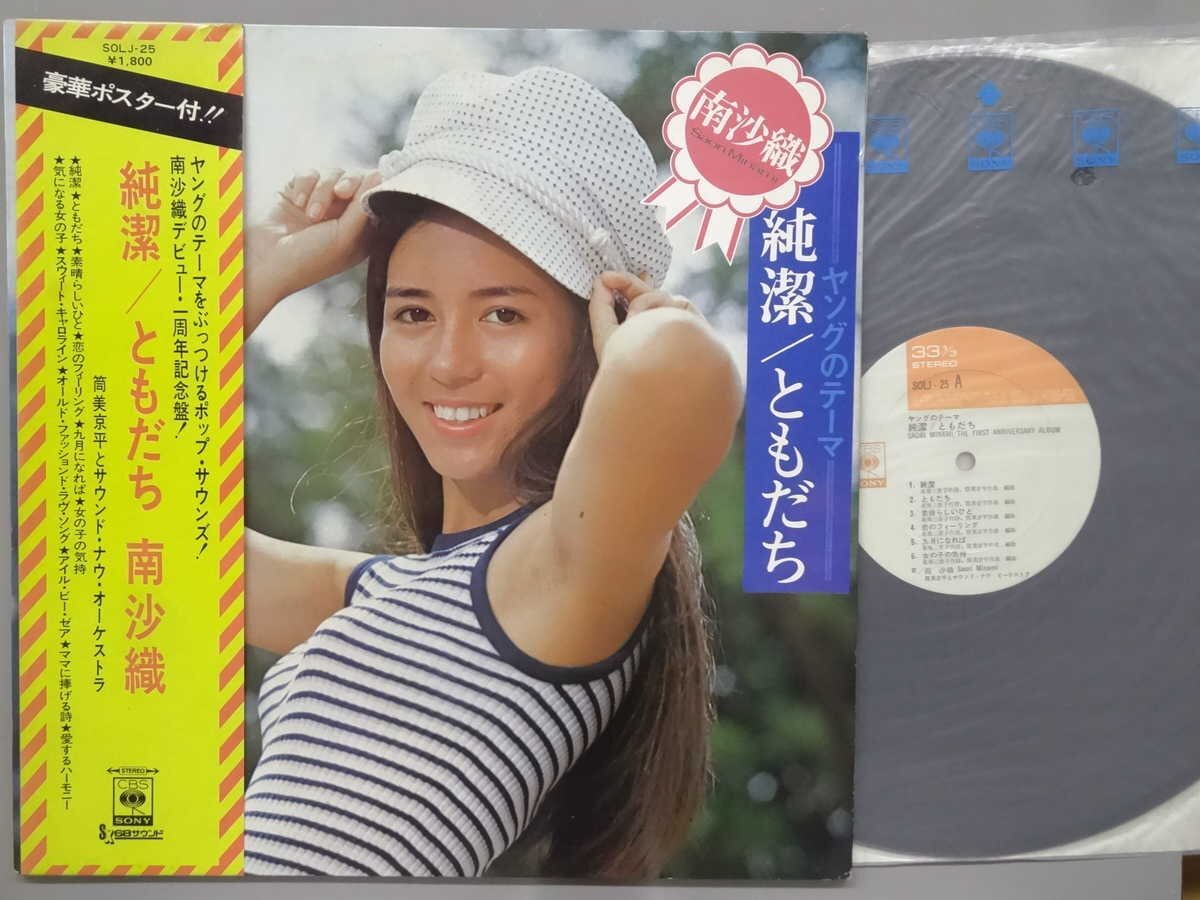 SOLJ-25
¥1,800
豪華ポスター付!!
ヤングのテーマをぶっつけるポップ・サウンズ!
南沙織デビュー・一周年記念盤!
純潔/ともだち 南沙織
筒美京平とサウンド・ナウ・オーケストラ
★純潔★ともだち★素晴らしいひと★恋のフィーリング★九月になれば★女の子の気持
★気になる女の子★スウィート・キャロライン★オールド・ファッションド・ラヴ・ソング★アイル・ビー・ゼア★ママに捧げる詩★愛するハーモニー
STEREO
CBS
SONY
サウンド
南沙織
Saori Minami
ヤングのテーマ
純潔/ともだち
SONY
SONY
33⅓
STEREO
SOLJ-25 A
ヤングのテーマ
純潔/ともだち
SAORI MINAMI/THE FIRST ANNIVERSARY ALBUM
SONY
1. 純潔
2. ともだち
3. 素晴らしいひと
4. 恋のフィーリング
5. 九月になれば
6. 女の子の気持
Saori Minami